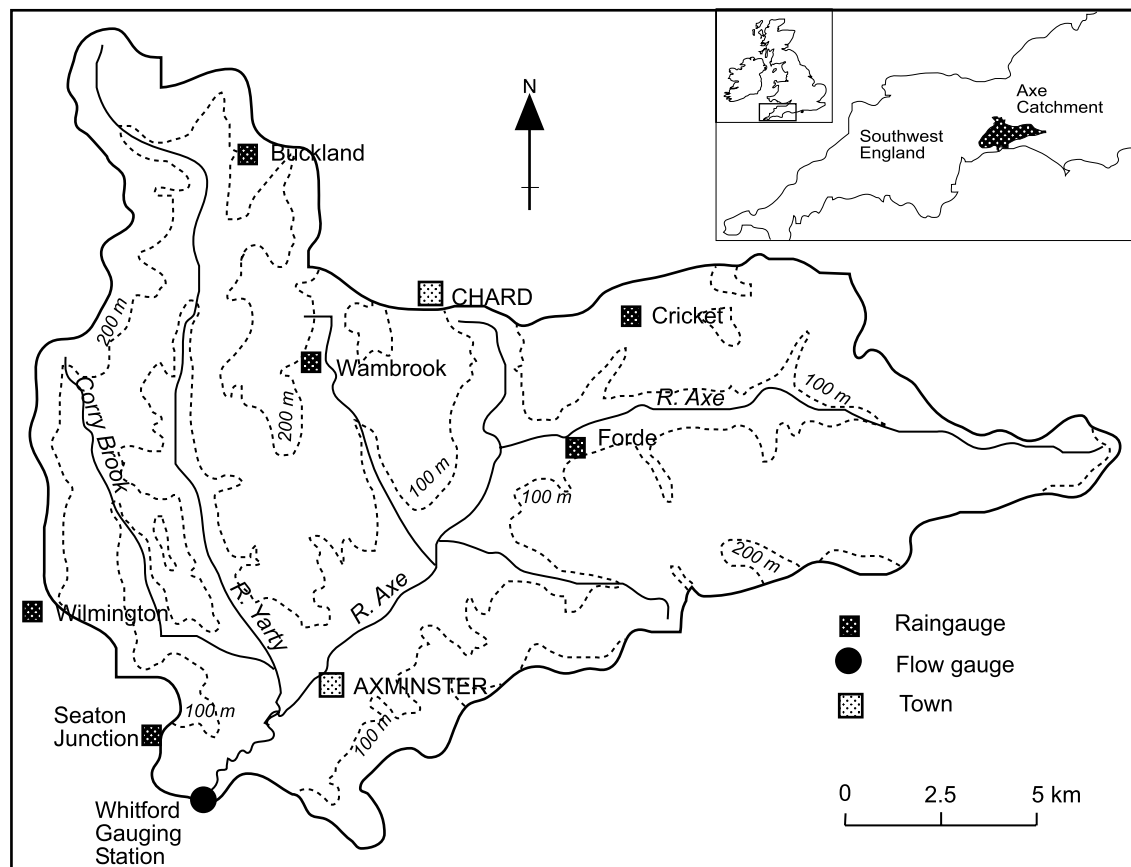 N
Axe
Catchment
Southwest
England
Buckland
200 m
CHARD
Cricket
Wambrook
200 m
R. Axe
100 m
Corry Brook
Forde
100 m
100 m
200 m
R. Yarty
R. Axe
Wilmington
AXMINSTER
100 m
Seaton
Junction
100 m
Whitford
Gauging
Station
Raingauge
Flow gauge
Town
0 2.5 5 km